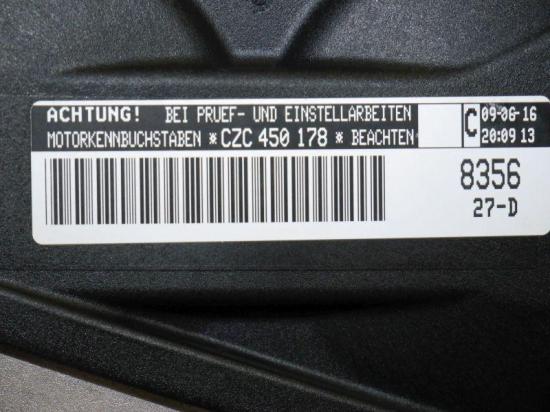 ACHTUNG! BEI PRUEF- UND EINSTELLARBEITEN
MOTORKENNBUCHSTABEN *CZC 450 178* BEACHTEN
C
09-06-16
20:09 13
8356
27-D